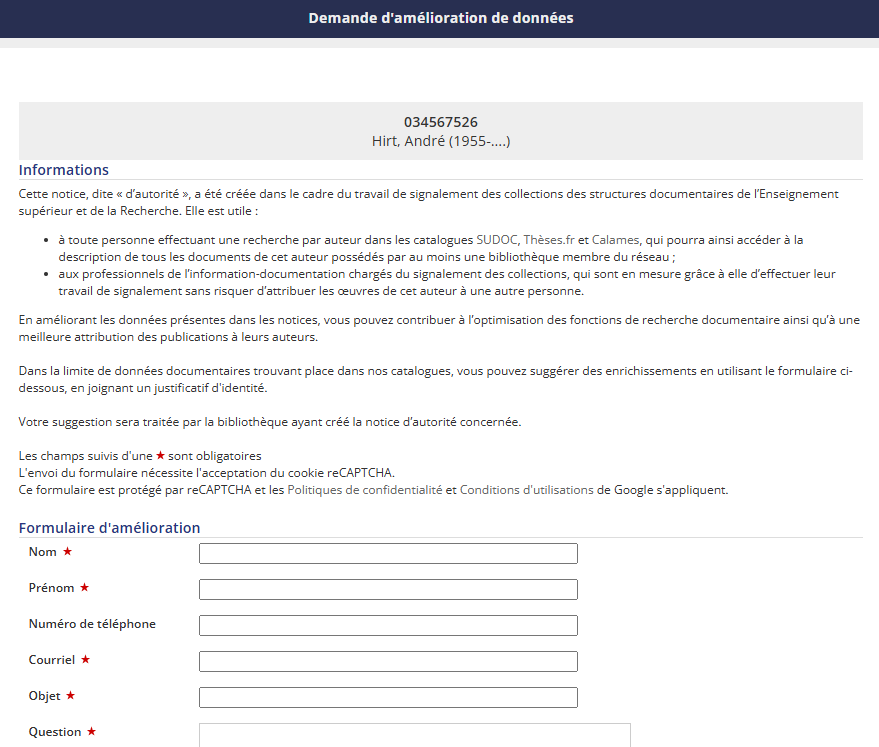 Demande d'amélioration de données
034567526
Hirt, André (1955-....)
Informations
Cette notice, dite « d’autorité », a été créée dans le cadre du travail de signalement des collections des structures documentaires de l’Enseignement
supérieur et de la Recherche. Elle est utile :
• à toute personne effectuant une recherche par auteur dans les catalogues SUDOC, Thèses.fr et Calames, qui pourra ainsi accéder à la
description de tous les documents de cet auteur possédés par au moins une bibliothèque membre du réseau ;
• aux professionnels de l’information-documentation chargés du signalement des collections, qui sont en mesure grâce à elle d’effectuer leur
travail de signalement sans risquer d’attribuer les œuvres de cet auteur à une autre personne.
En améliorant les données présentes dans les notices, vous pouvez contribuer à l’optimisation des fonctions de recherche documentaire ainsi qu’à une
meilleure attribution des publications à leurs auteurs.
Dans la limite de données documentaires trouvant place dans nos catalogues, vous pouvez suggérer des enrichissements en utilisant le formulaire ci-
dessous, en joignant un justificatif d'identité.
Votre suggestion sera traitée par la bibliothèque ayant créé la notice d’autorité concernée.
Les champs suivis d'une ★ sont obligatoires
L'envoi du formulaire nécessite l'acceptation du cookie reCAPTCHA.
Ce formulaire est protégé par reCAPTCHA et les Politiques de confidentialité et Conditions d'utilisations de Google s'appliquent.
Formulaire d'amélioration
Nom ★
Prénom ★
Numéro de téléphone
Courriel ★
Objet ★
Question ★